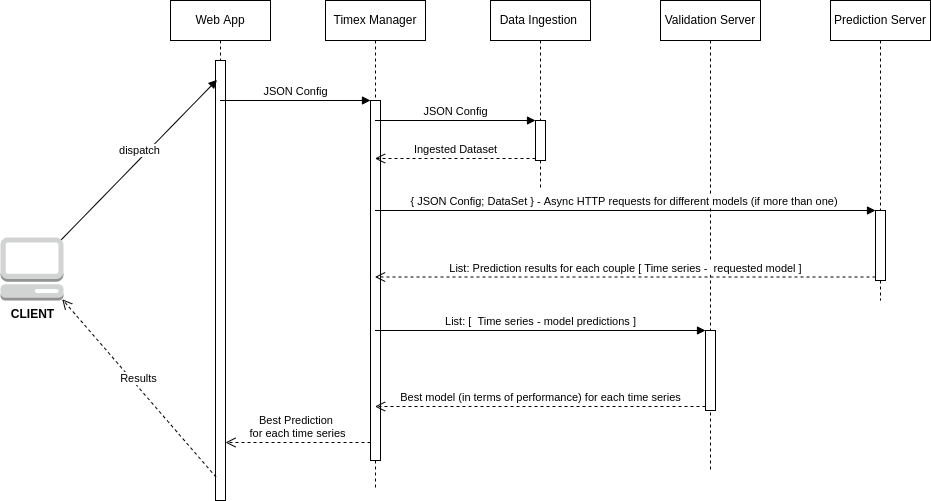 Web App
Timex Manager
Data Ingestion
Validation Server
Prediction Server
JSON Config
JSON Config
dispatch
Ingested Dataset
{ JSON Config; DataSet } - Async HTTP requests for different models (if more than one)
List: Prediction results for each couple [ Time series -  requested model ]
CLIENT
List: [  Time series - model predictions ]
Results
Best model (in terms of performance) for each time series
Best Prediction
for each time series